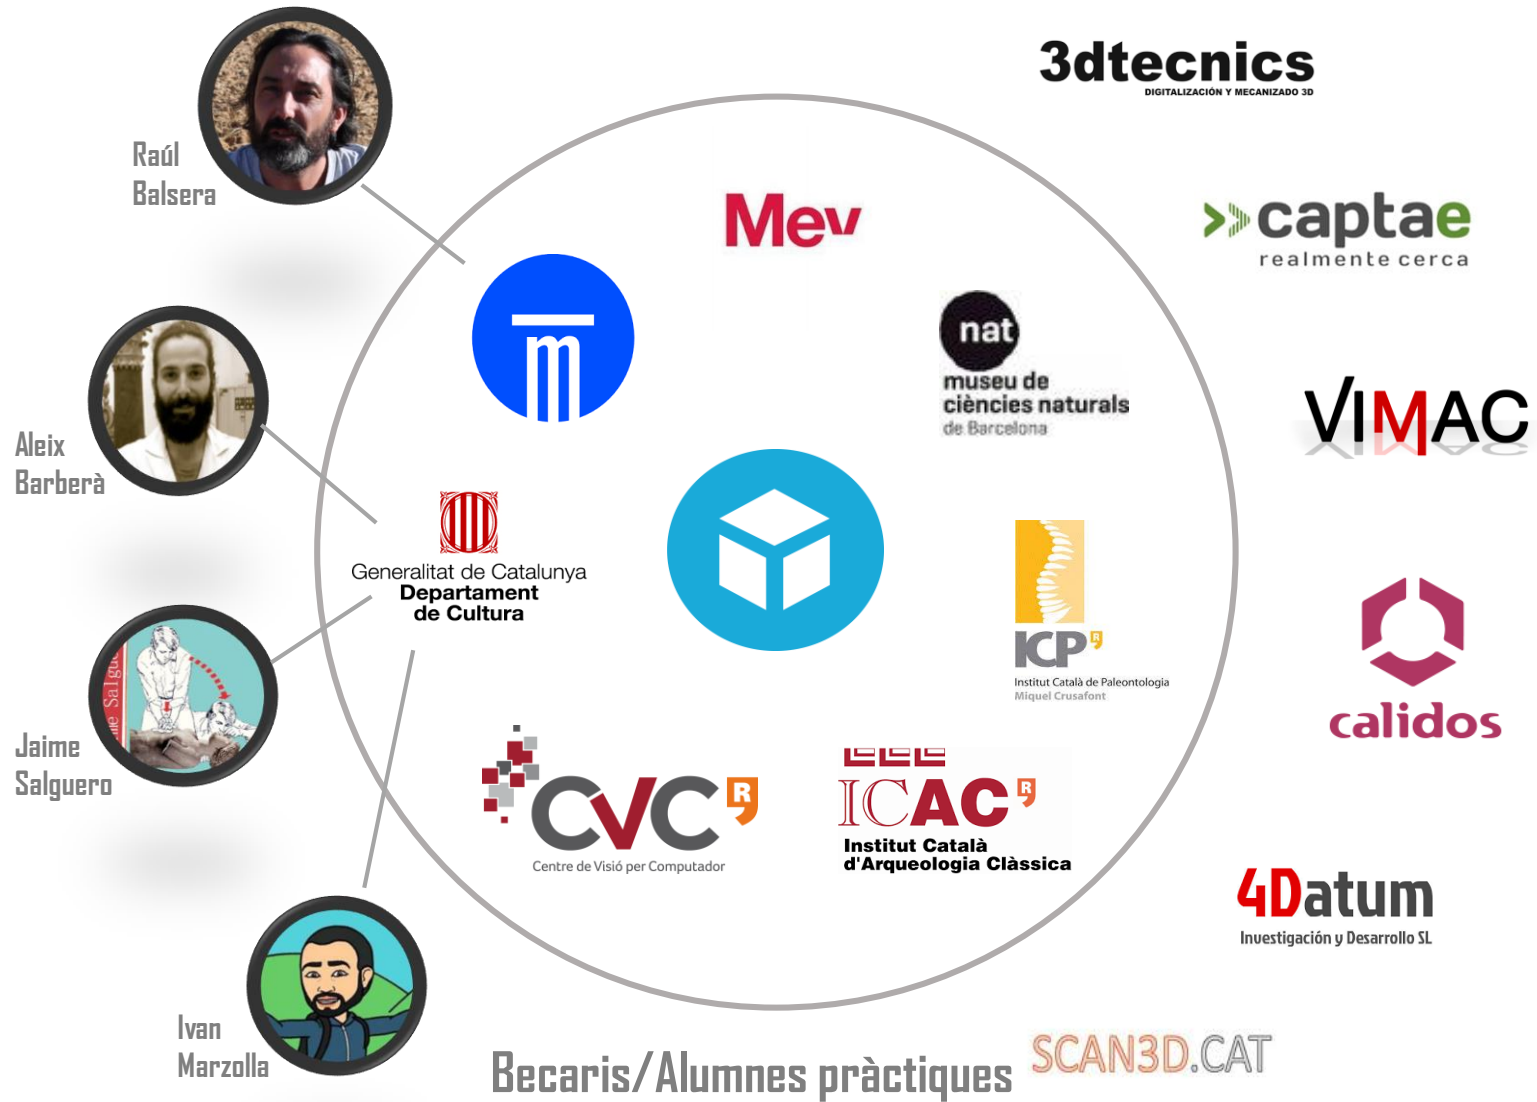 3dtecnics
DIGITALIZACIÓN Y MECANIZADO 3D
Raúl
Balsera
Mev
captae
realmente cerca
m
nat
museu de
ciències naturals
de Barcelona
VIMAC
Aleix
Barberà
Generalitat de Catalunya
Departament
de Cultura
ICP R
Institut Català de Paleontologia
Miquel Crusafont
calidos
Jaime
Salguero
CVC R
Centre de Visió per Computador
ICAC R
Institut Català
d'Arqueologia Clàssica
4Datum
Investigación y Desarrollo SL
Ivan
Marzolla
Becaris/Alumnes pràctiques
SCAN3D.CAT